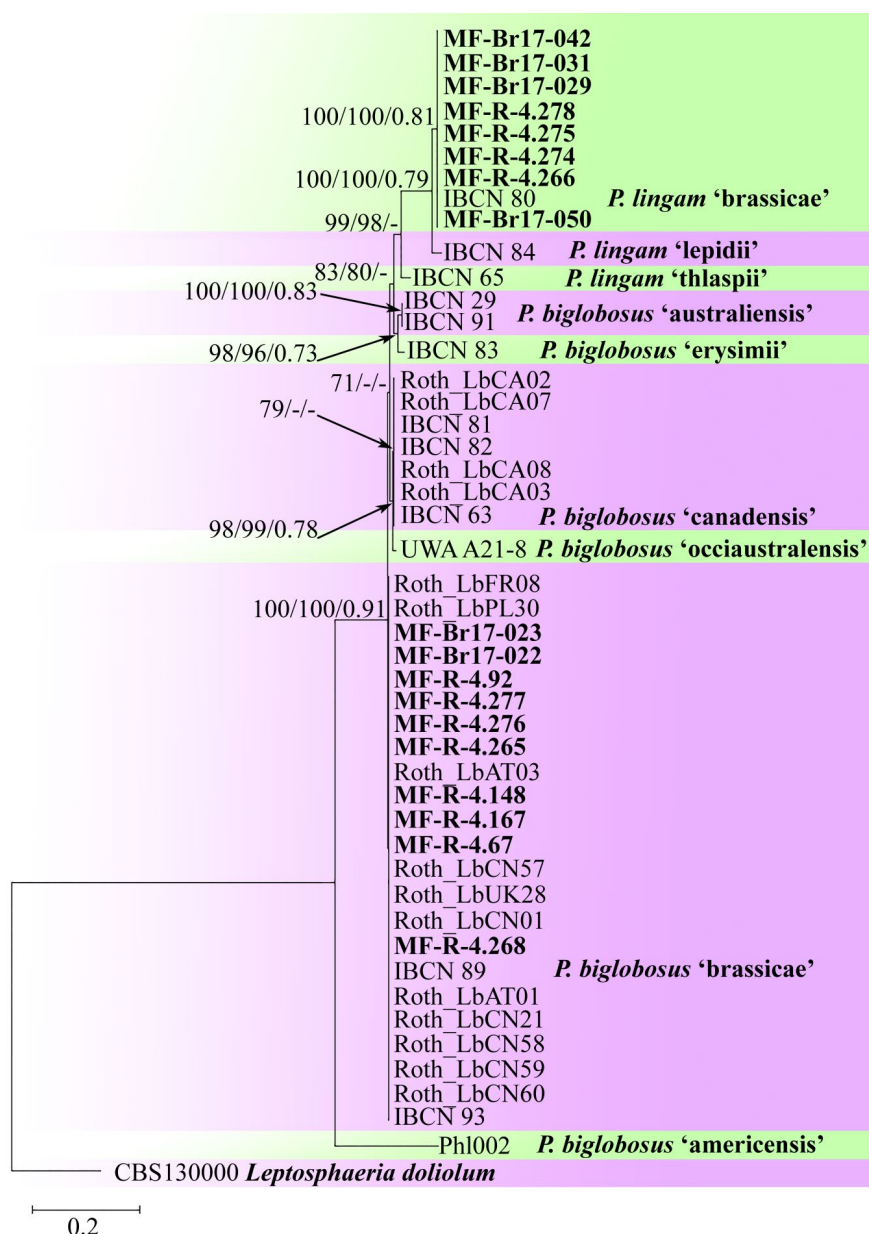 MF-Br17-042
MF-Br17-031
MF-Br17-029
100/100/0.81 MF-R-4.278
MF-R-4.275
MF-R-4.274
100/100/0.79 MF-R-4.266
IBCN 80 P. lingam ‘brassicae’
99/98/- MF-Br17-050
IBCN 84 P. lingam ‘lepidii’
83/80/- IBCN 65 P. lingam ‘thlaspii’
100/100/0.83 IBCN 29
IBCN 91 P. biglobosus ‘australiensis’
98/96/0.73 IBCN 83 P. biglobosus ‘erysimii’
71/-/- Roth_LbCA02
79/-/- Roth_LbCA07
IBCN 81
IBCN 82
Roth_LbCA08
Roth_LbCA03
98/99/0.78 IBCN 63 P. biglobosus ‘canadensis’
UWA A21-8 P. biglobosus ‘occiaustralensis’
Roth_LbFR08
100/100/0.91 Roth_LbPL30
MF-Br17-023
MF-Br17-022
MF-R-4.92
MF-R-4.277
MF-R-4.276
MF-R-4.265
Roth_LbAT03
MF-R-4.148
MF-R-4.167
MF-R-4.67
Roth_LbCN57
Roth_LbUK28
Roth_LbCN01
MF-R-4.268
IBCN 89 P. biglobosus ‘brassicae’
Roth_LbAT01
Roth_LbCN21
Roth_LbCN58
Roth_LbCN59
Roth_LbCN60
IBCN 93
Phl002 P. biglobosus ‘americensis’
CBS130000 Leptosphaeria doliolum
0.2